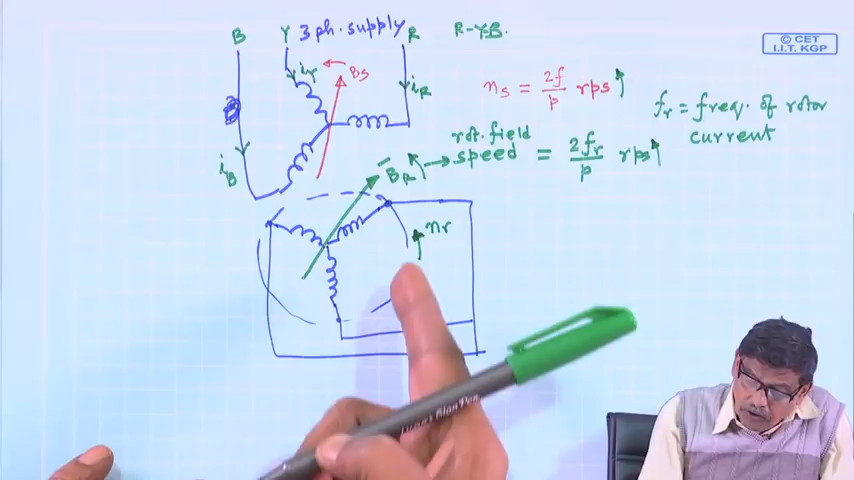 B Y 3 ph. supply R R-Y-B.
© CET
I.I.T. KGP
iY BS
iR
nS = 2f/p rps
fr = freq. of rotor
current
iB
rot. field
BR → speed = 2fr/p rps
nr